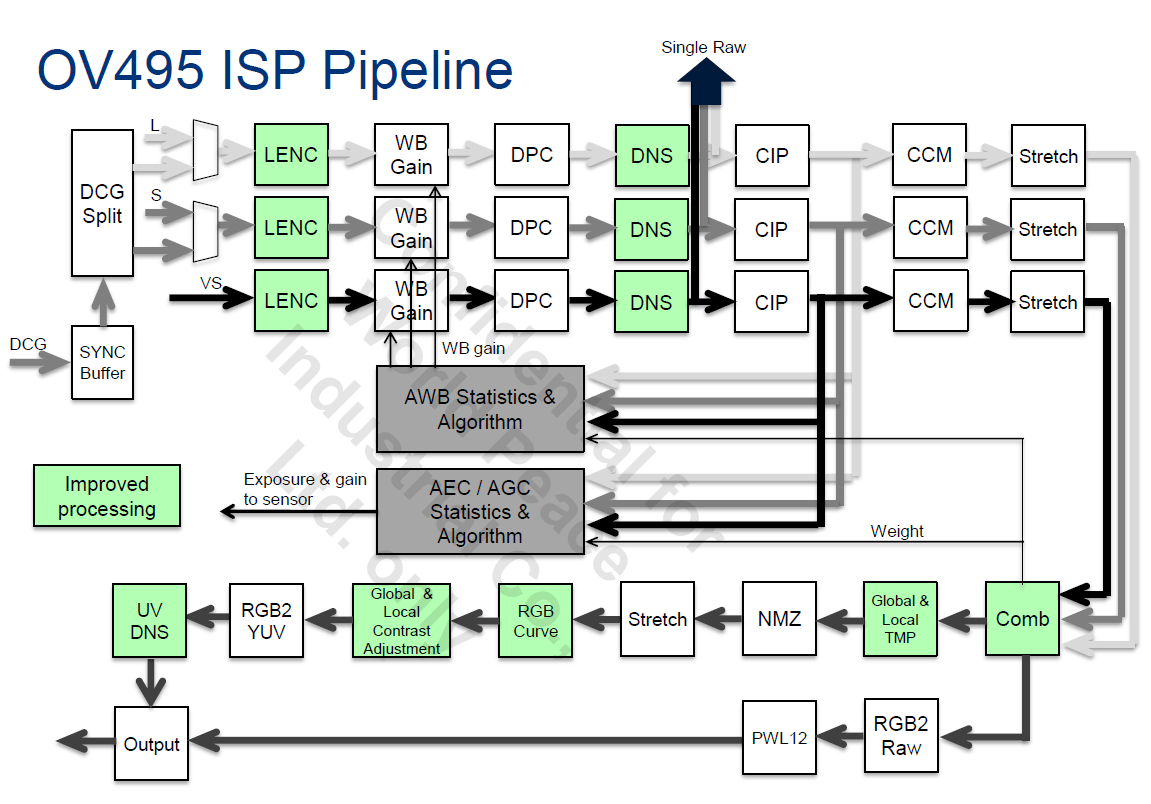 Single Raw
OV495 ISP Pipeline
L
DCG
Split
LENC
WB
Gain
DPC
DNS
CIP
CCM
Stretch
S
LENC
WB
Gain
DPC
DNS
CIP
CCM
Stretch
VS
LENC
WB
Gain
DPC
DNS
CIP
CCM
Stretch
DCG
SYNC
Buffer
WB gain
AWB Statistics &
Algorithm
Improved
processing
Exposure & gain
to sensor
AEC / AGC
Statistics &
Algorithm
Weight
UV
DNS
RGB2
YUV
Global &
Local
Contrast
Adjustment
RGB
Curve
Stretch
NMZ
Global &
Local
TMP
Comb
Output
PWL12
RGB2
Raw
Confidential for
World Peace
Industrial Co.,
Ltd. only